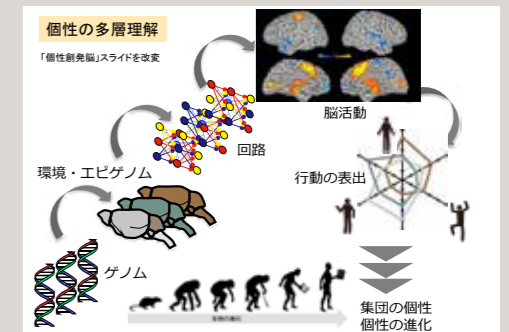 個性の多層理解
「個性創発脳」スライドを改変
脳活動
回路
環境・エピゲノム
行動の表出
ゲノム
集団の個性
個性の進化